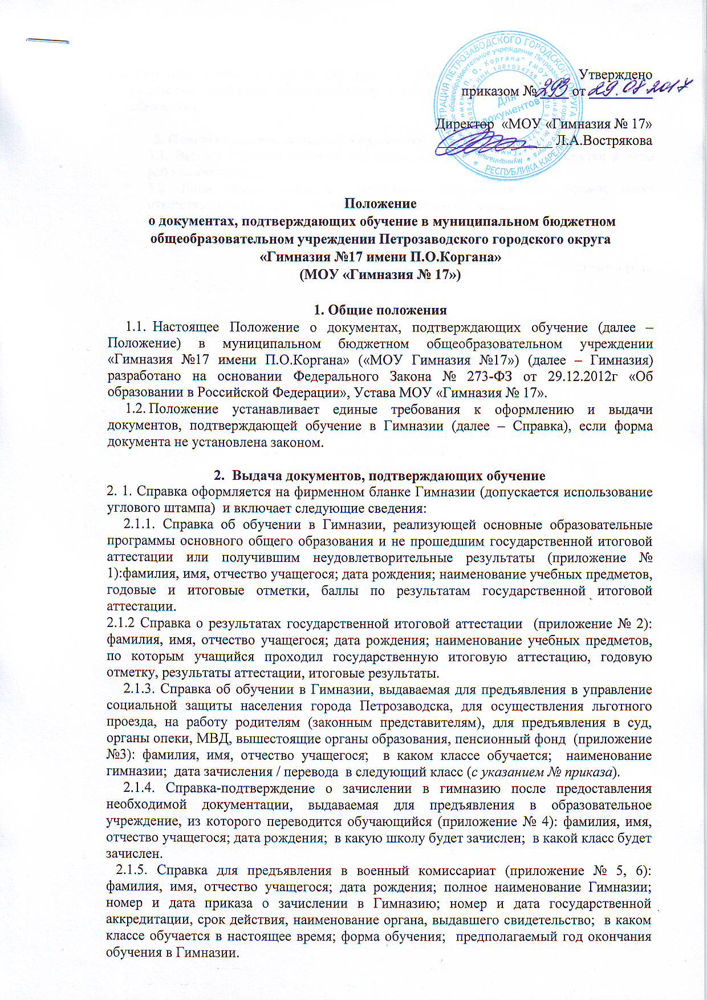 Утверждено
приказом № 293 от 29.08.2017
Директор «МОУ «Гимназия № 17»
Л.А.Вострякова
АДМИНИСТРАЦИЯ ПЕТРОЗАВОДСКОГО ГОРОДСКОГО ОКРУГА
РЕСПУБЛИКА КАРЕЛИЯ
ИНН 1001034759
Для документов
Положение
о документах, подтверждающих обучение в муниципальном бюджетном
общеобразовательном учреждении Петрозаводского городского округа
«Гимназия №17 имени П.О.Коргана»
(МОУ «Гимназия № 17»)
1. Общие положения
1.1. Настоящее Положение о документах, подтверждающих обучение (далее –
Положение) в муниципальном бюджетном общеобразовательном учреждении
«Гимназия №17 имени П.О.Коргана» («МОУ Гимназия №17») (далее – Гимназия)
разработано на основании Федерального Закона № 273-ФЗ от 29.12.2012г «Об
образовании в Российской Федерации», Устава МОУ «Гимназия № 17».
1.2. Положение устанавливает единые требования к оформлению и выдачи
документов, подтверждающей обучение в Гимназии (далее – Справка), если форма
документа не установлена законом.
2. Выдача документов, подтверждающих обучение
2. 1. Справка оформляется на фирменном бланке Гимназии (допускается использование
углового штампа) и включает следующие сведения:
2.1.1. Справка об обучении в Гимназии, реализующей основные образовательные
программы основного общего образования и не прошедшим государственной итоговой
аттестации или получившим неудовлетворительные результаты (приложение №
1):фамилия, имя, отчество учащегося; дата рождения; наименование учебных предметов,
годовые и итоговые отметки, баллы по результатам государственной итоговой
аттестации.
2.1.2 Справка о результатах государственной итоговой аттестации (приложение № 2):
фамилия, имя, отчество учащегося; дата рождения; наименование учебных предметов,
по которым учащийся проходил государственную итоговую аттестацию, годовую
отметку, результаты аттестации, итоговые результаты.
2.1.3. Справка об обучении в Гимназии, выдаваемая для предъявления в управление
социальной защиты населения города Петрозаводска, для осуществления льготного
проезда, на работу родителям (законным представителям), для предъявления в суд,
органы опеки, МВД, вышестоящие органы образования, пенсионный фонд (приложение
№3): фамилия, имя, отчество учащегося; в каком классе обучается; наименование
гимназии; дата зачисления / перевода в следующий класс (с указанием № приказа).
2.1.4. Справка-подтверждение о зачислении в гимназию после предоставления
необходимой документации, выдаваемая для предъявления в образовательное
учреждение, из которого переводится обучающийся (приложение № 4): фамилия, имя,
отчество учащегося; дата рождения; в какую школу будет зачислен; в какой класс будет
зачислен.
2.1.5. Справка для предъявления в военный комиссариат (приложение № 5, 6):
фамилия, имя, отчество учащегося; дата рождения; полное наименование Гимназии;
номер и дата приказа о зачислении в Гимназию; номер и дата государственной
аккредитации, срок действия, наименование органа, выдавшего свидетельство; в каком
классе обучается в настоящее время; форма обучения; предполагаемый год окончания
обучения в Гимназии.